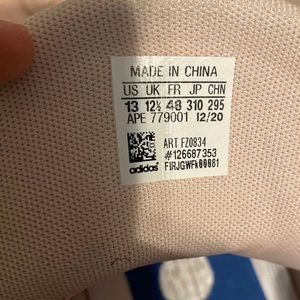 MADE IN CHINA
US UK FR JP CHN
13 12½ 48 310 295
APE 779001 12/20
ART FZ0834
#126687353
FIRJGWFk00081
adidas